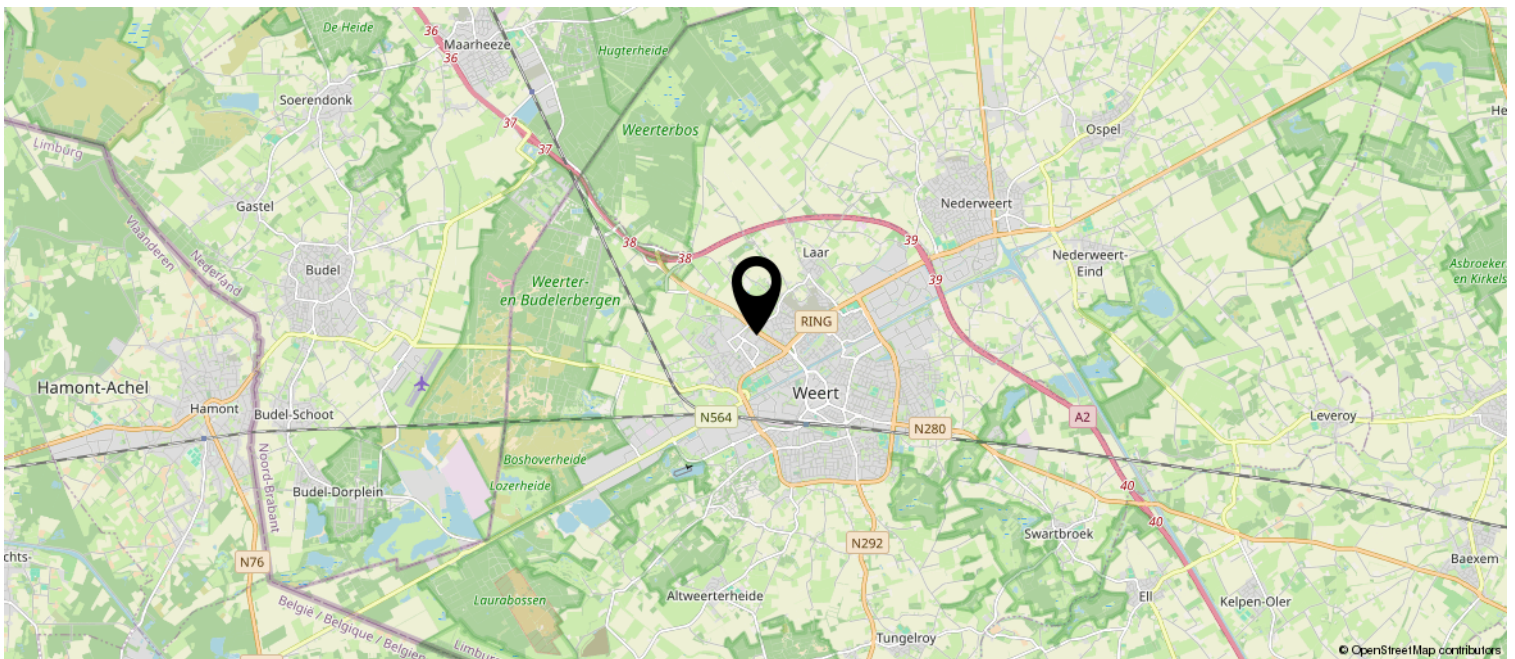 De Heide
36
Maarheeze
36
Hugterheide
Soerendonk
He
37
Weerterbos
Ospel
Limburg
37
Gastel
Nederweert
Vlaanderen
Nederland
38
38
39
Laar
Nederweert-
Eind
Asbroeker
en Kirkels
Budel
Weerter-
en Budelerbergen
39
RING
Hamont-Achel
Weert
Hamont
Budel-Schoot
N564
N280
A2
Leveroy
Noord-Brabant
Boshoverheide
Lozerheide
Budel-Dorplein
40
40
chts-
N76
N292
Swartbroek
Baexem
België / Belgique / Belgien
Laurabossen
Altweerterheide
Ell
Kelpen-Oler
Limburg
Tungelroy
© OpenStreetMap contributors